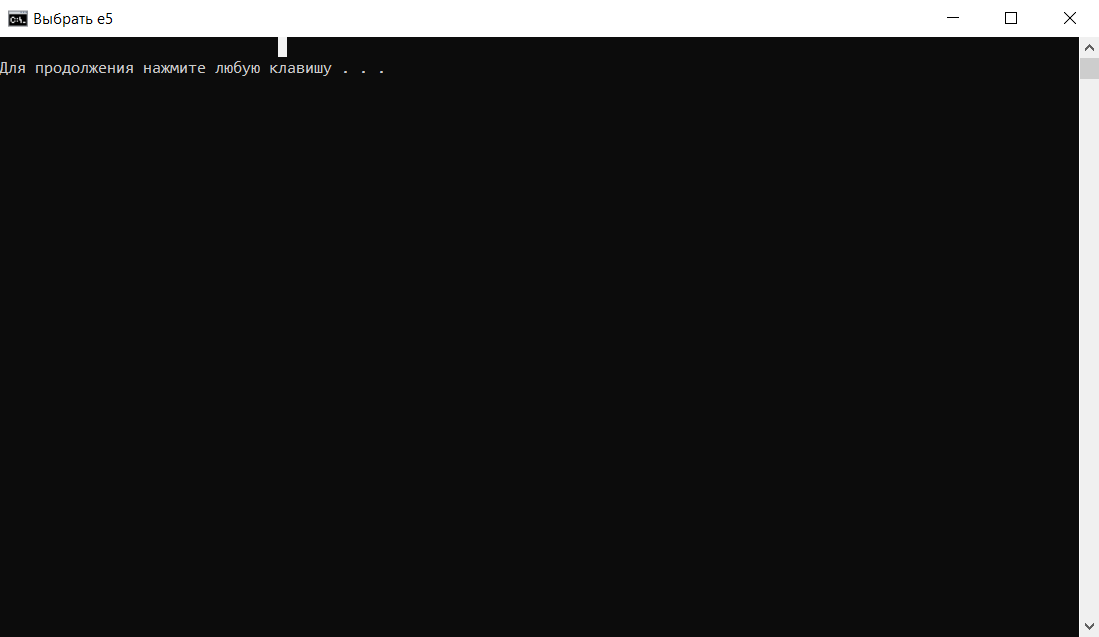 Выбрать e5
Для продолжения нажмите любую клавишу . . .